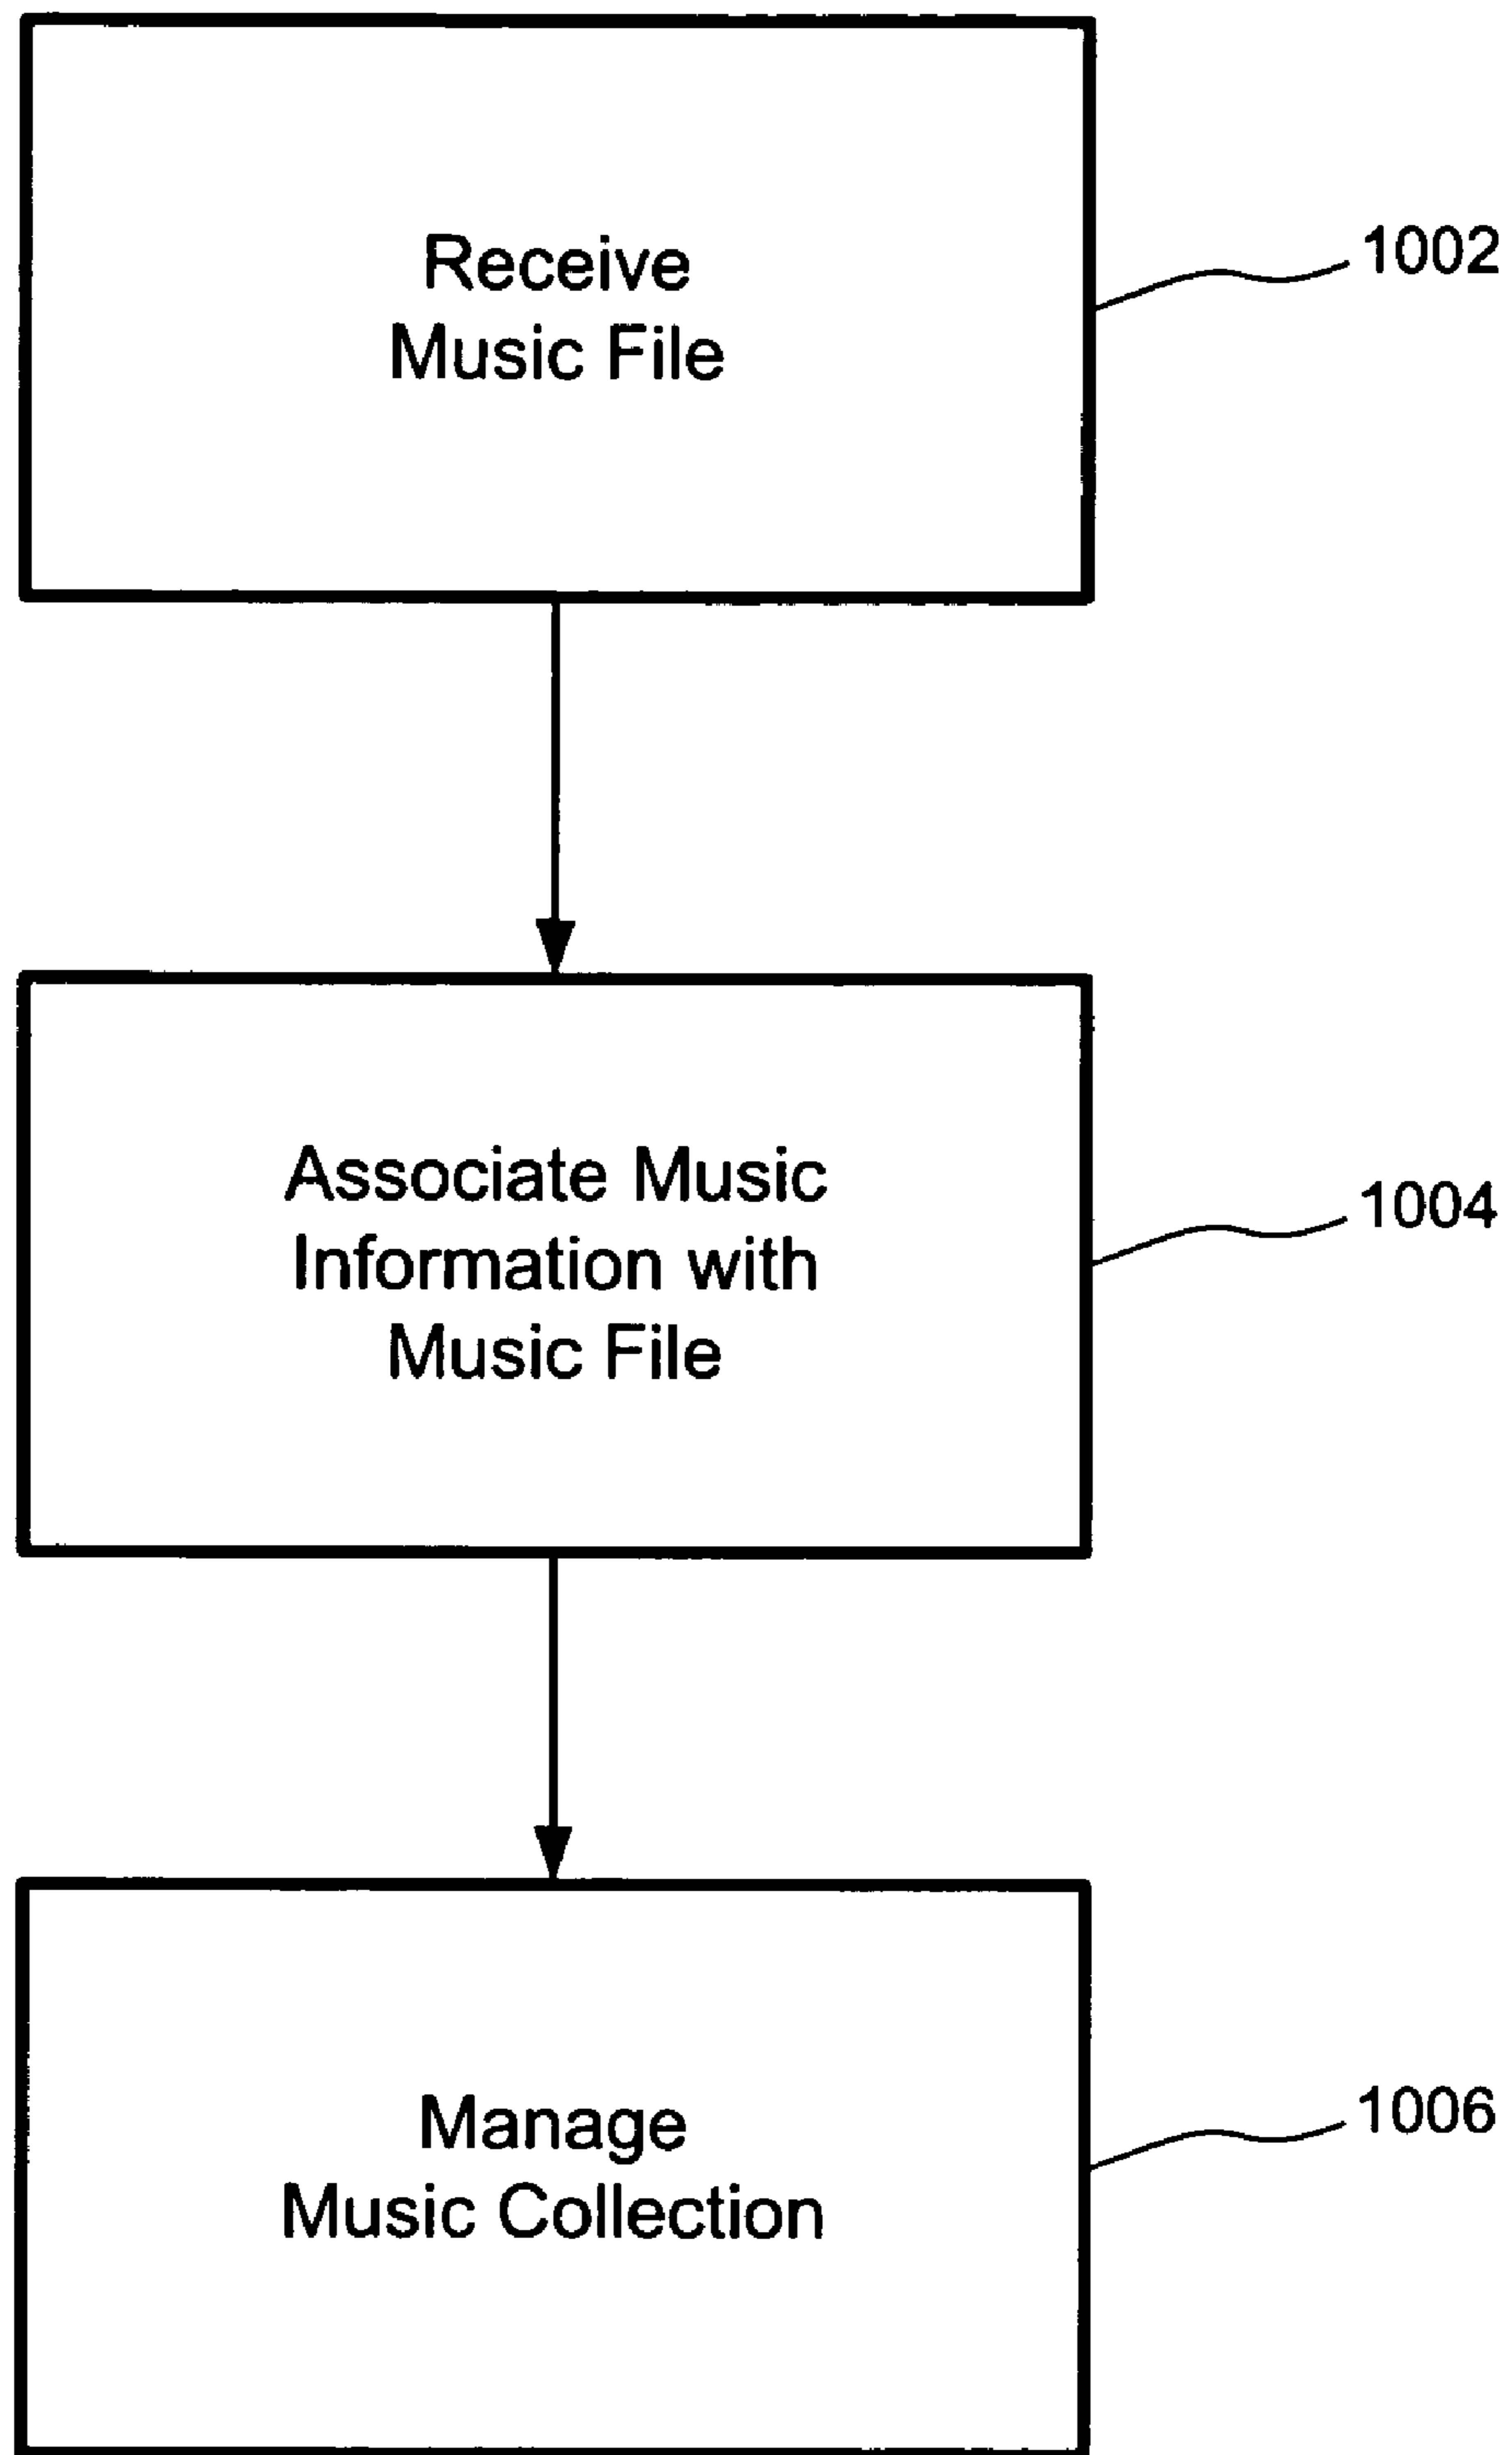 Receive
Music File
1002
Associate Music
Information with
Music File
1004
Manage
Music Collection
1006